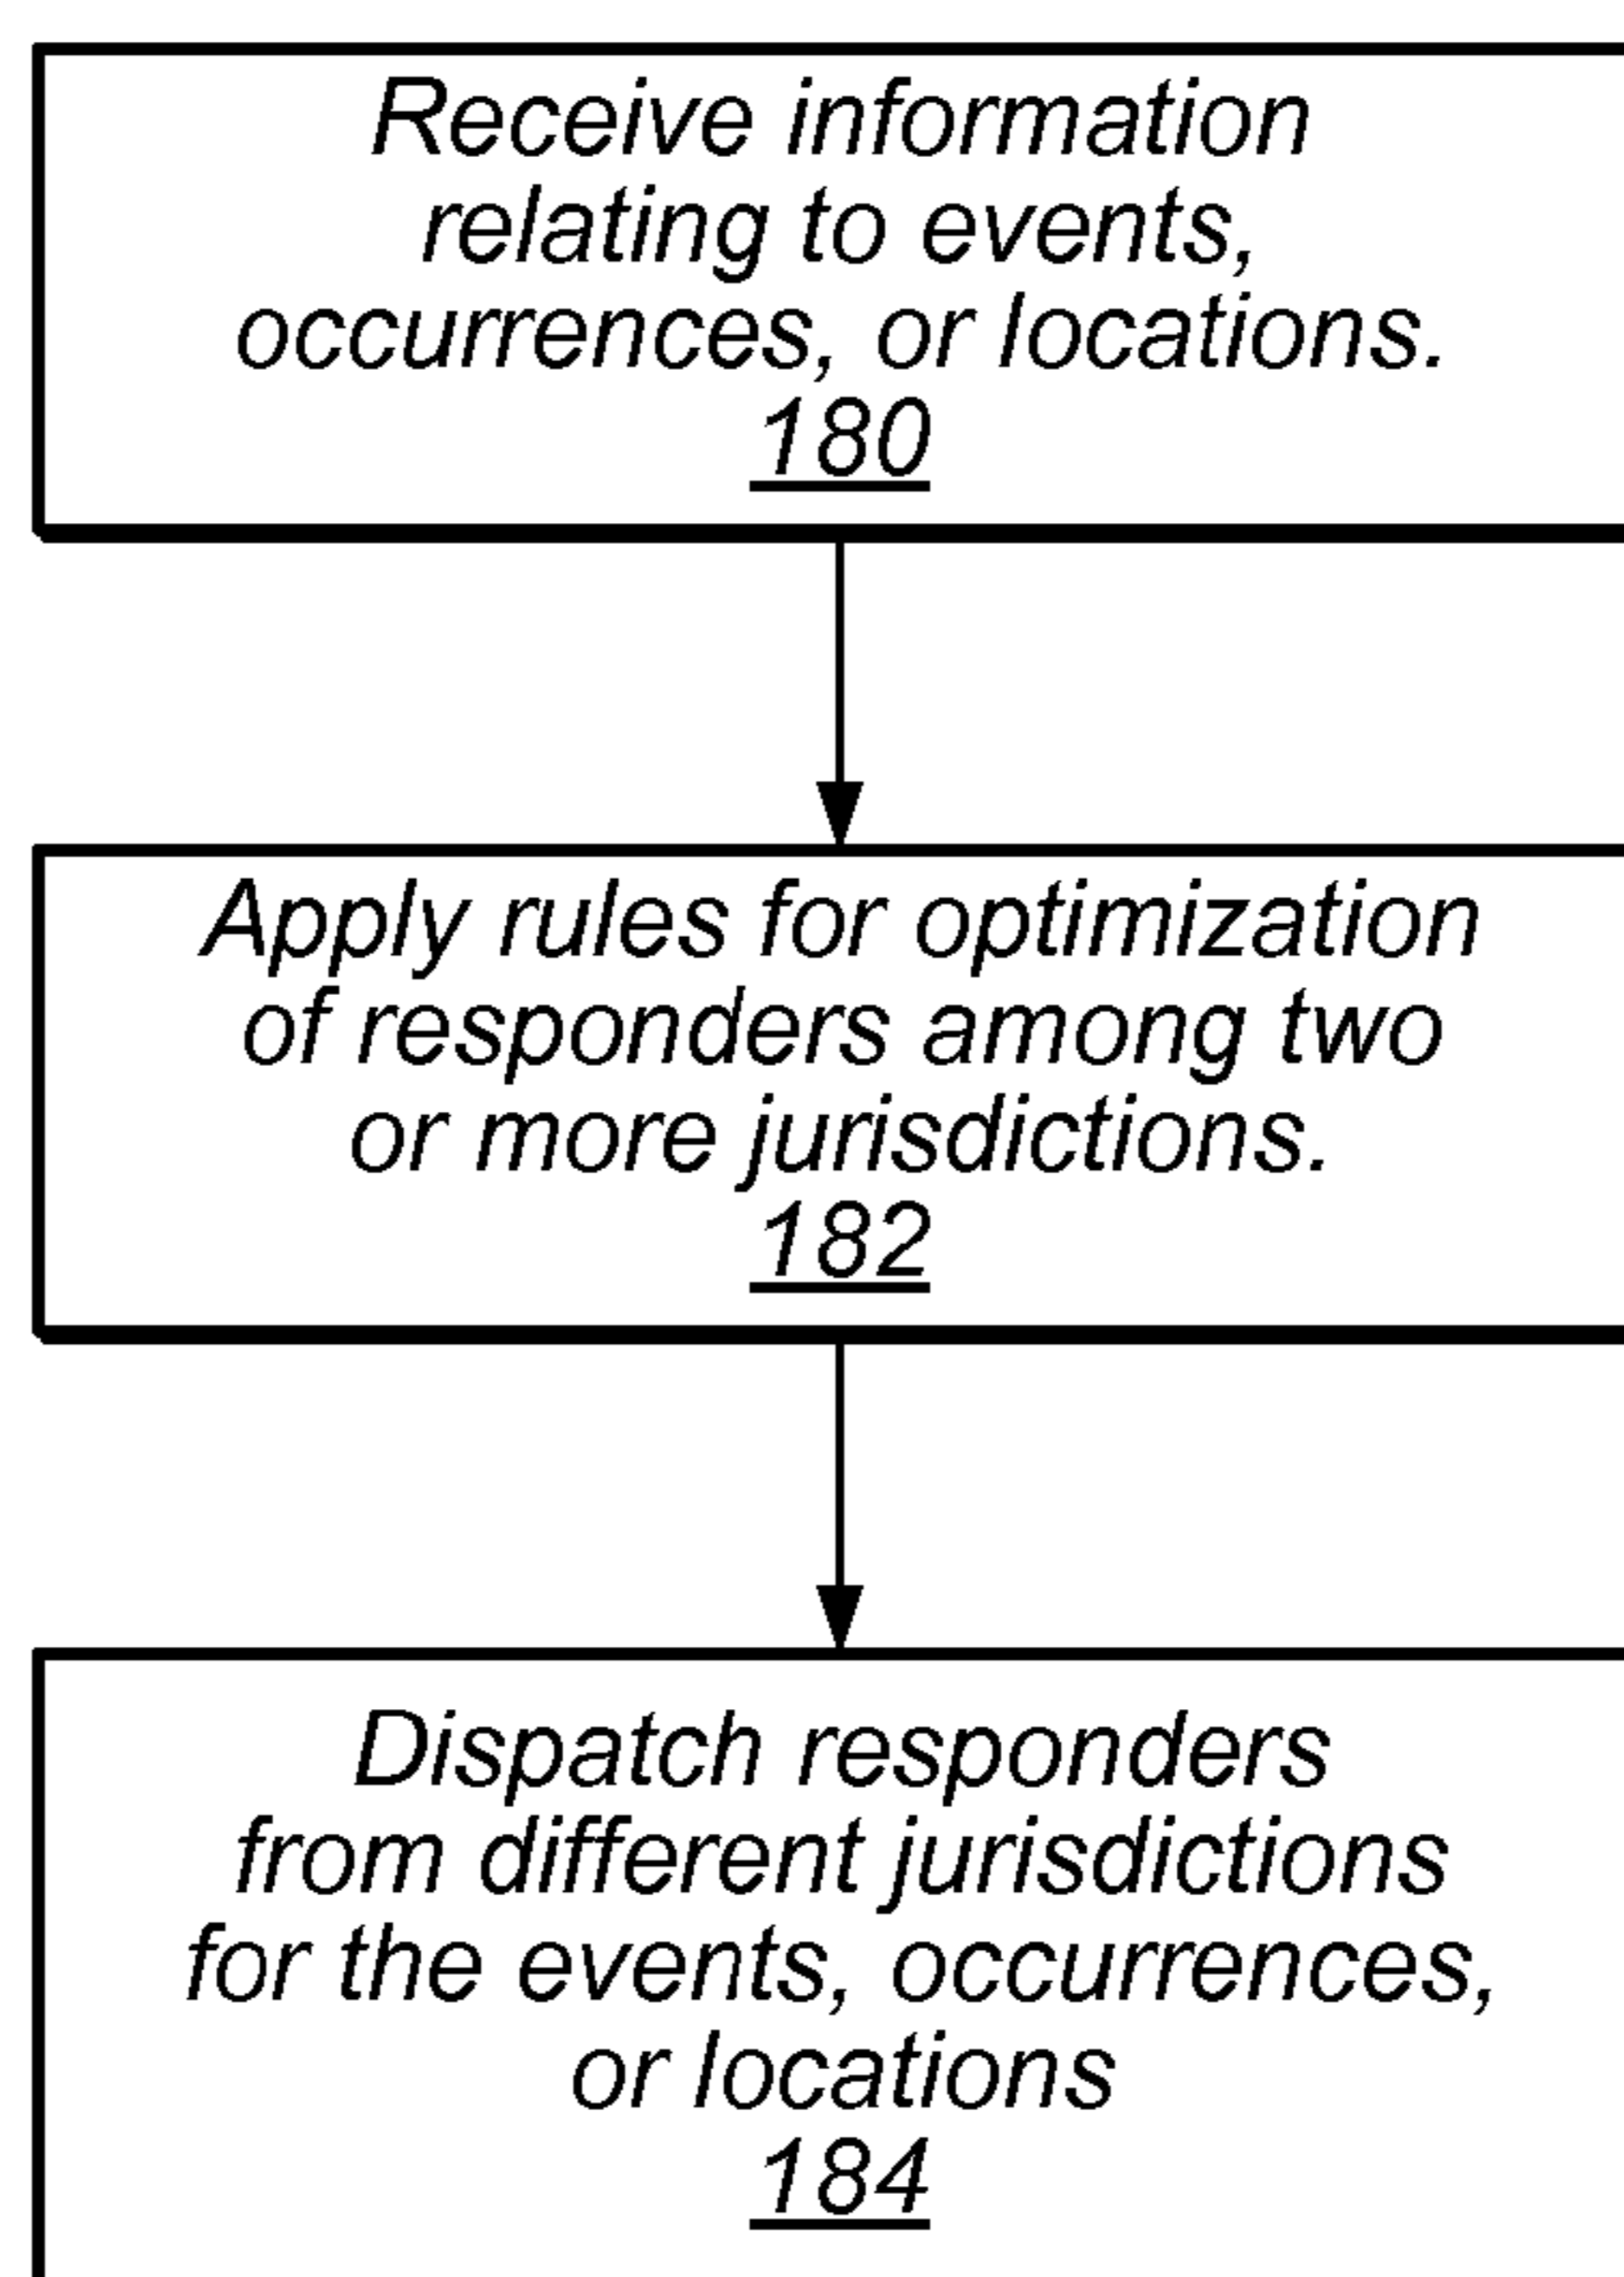 Receive information
relating to events,
occurrences, or locations.
180
Apply rules for optimization
of responders among two
or more jurisdictions.
182
Dispatch responders
from different jurisdictions
for the events, occurrences,
or locations
184